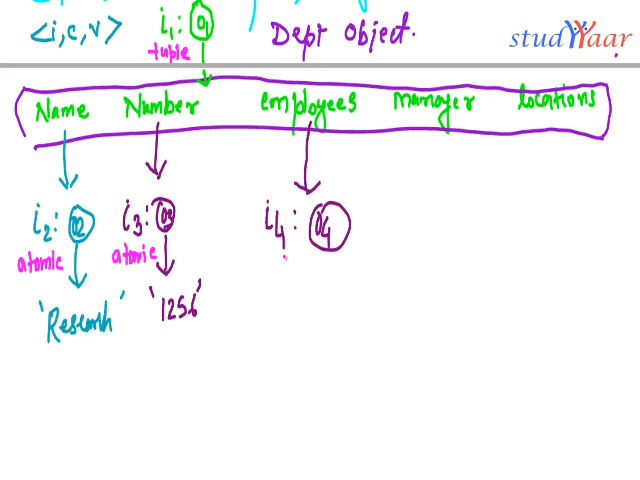 <i, c, v> i1: O1 Dept Object.
tuple
studYYaar
Name Number employees manager locations
i2: O2 i3: O3 i4: O4
atomic atomic
'Research' '1256'